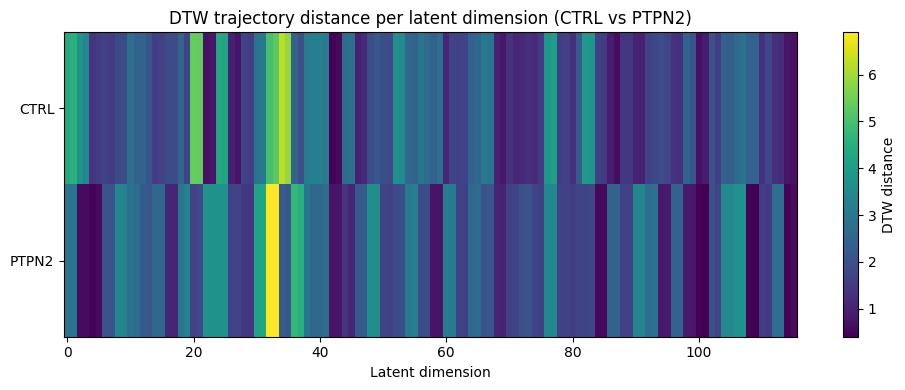 DTW trajectory distance per latent dimension (CTRL vs PTPN2)
CTRL
PTPN2
0 20 40 60 80 100
Latent dimension
6
5
4
3
2
1
DTW distance